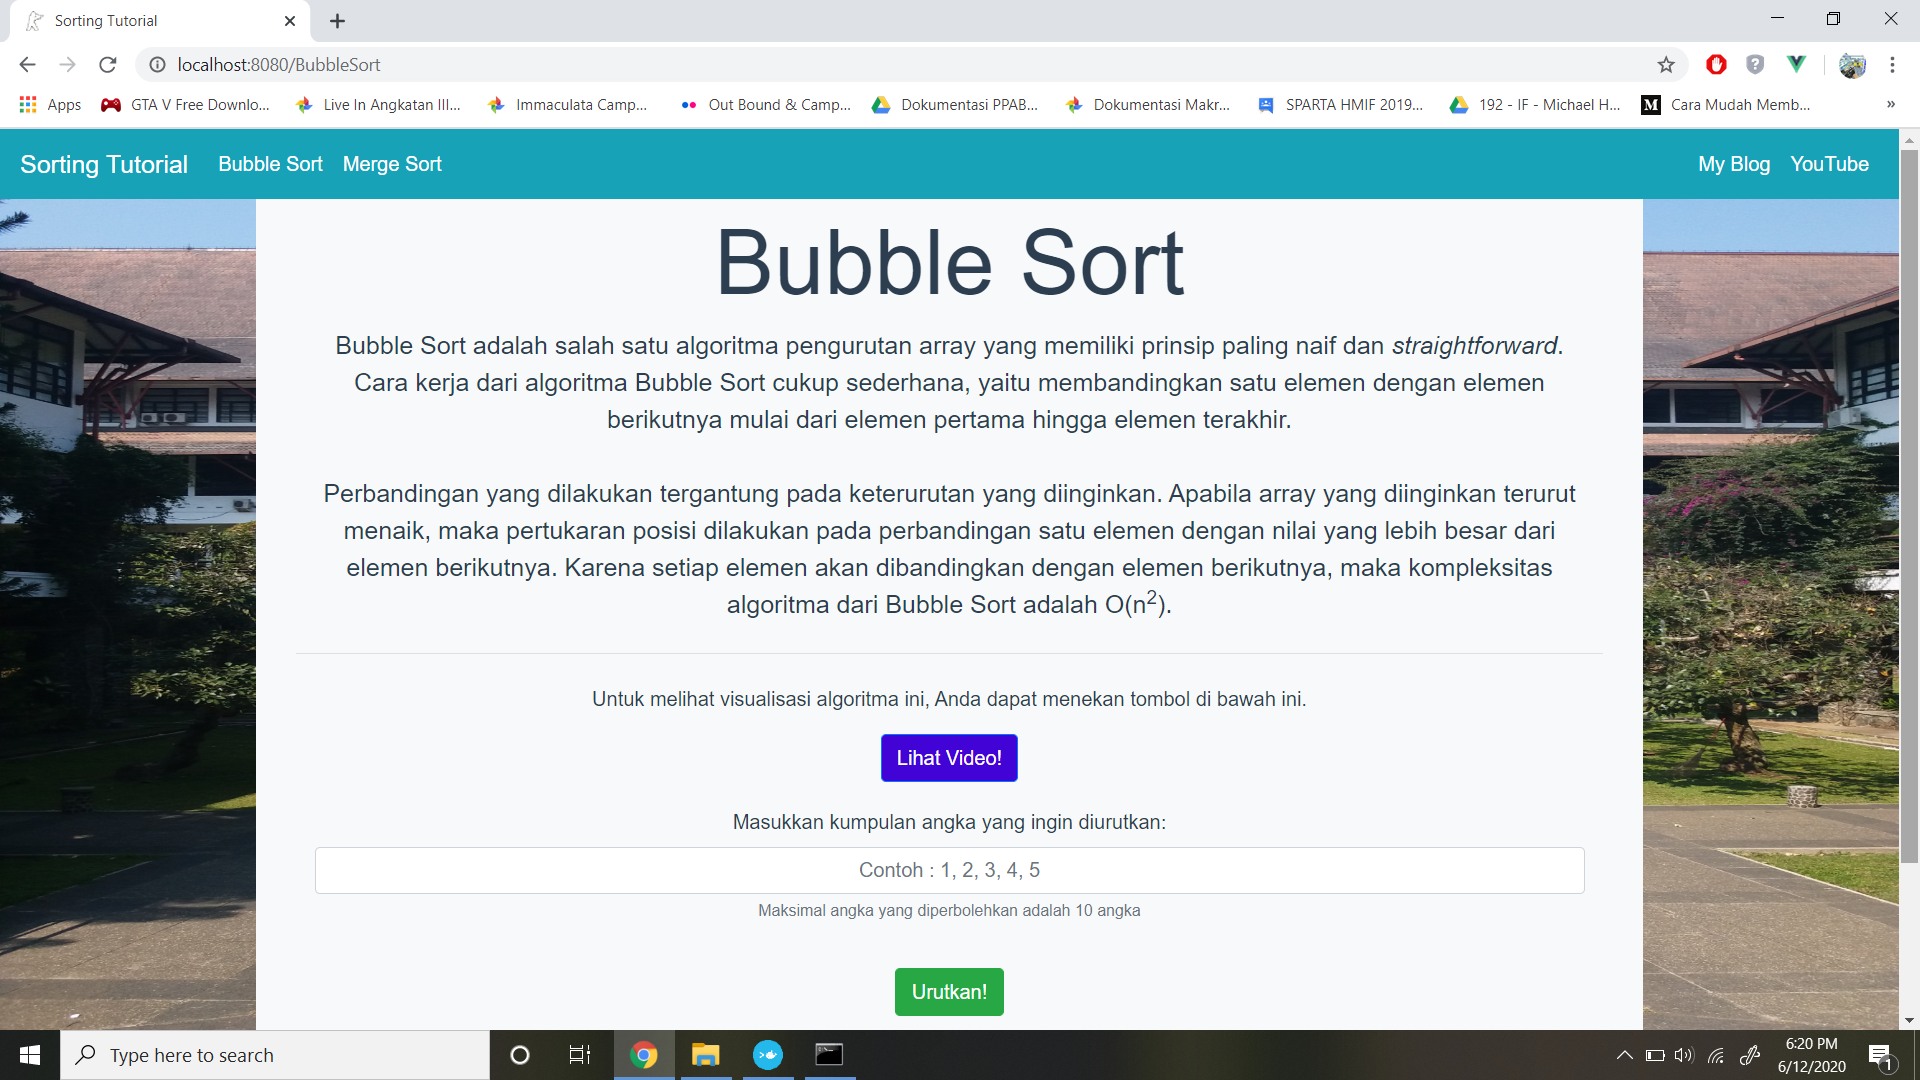 Sorting Tutorial
localhost:8080/BubbleSort
Apps GTA V Free Downlo... Live In Angkatan III... Immaculata Camp... Out Bound & Camp... Dokumentasi PPAB... Dokumentasi Makr... SPARTA HMIF 2019... 192 - IF - Michael H... M Cara Mudah Memb... »
Sorting Tutorial Bubble Sort Merge Sort My Blog YouTube
Bubble Sort
Bubble Sort adalah salah satu algoritma pengurutan array yang memiliki prinsip paling naif dan straightforward.
Cara kerja dari algoritma Bubble Sort cukup sederhana, yaitu membandingkan satu elemen dengan elemen
berikutnya mulai dari elemen pertama hingga elemen terakhir.
Perbandingan yang dilakukan tergantung pada keterurutan yang diinginkan. Apabila array yang diinginkan terurut
menaik, maka pertukaran posisi dilakukan pada perbandingan satu elemen dengan nilai yang lebih besar dari
elemen berikutnya. Karena setiap elemen akan dibandingkan dengan elemen berikutnya, maka kompleksitas
algoritma dari Bubble Sort adalah O(n²).
Untuk melihat visualisasi algoritma ini, Anda dapat menekan tombol di bawah ini.
Lihat Video!
Masukkan kumpulan angka yang ingin diurutkan:
Contoh : 1, 2, 3, 4, 5
Maksimal angka yang diperbolehkan adalah 10 angka
Urutkan!
Type here to search
6:20 PM
6/12/2020
1